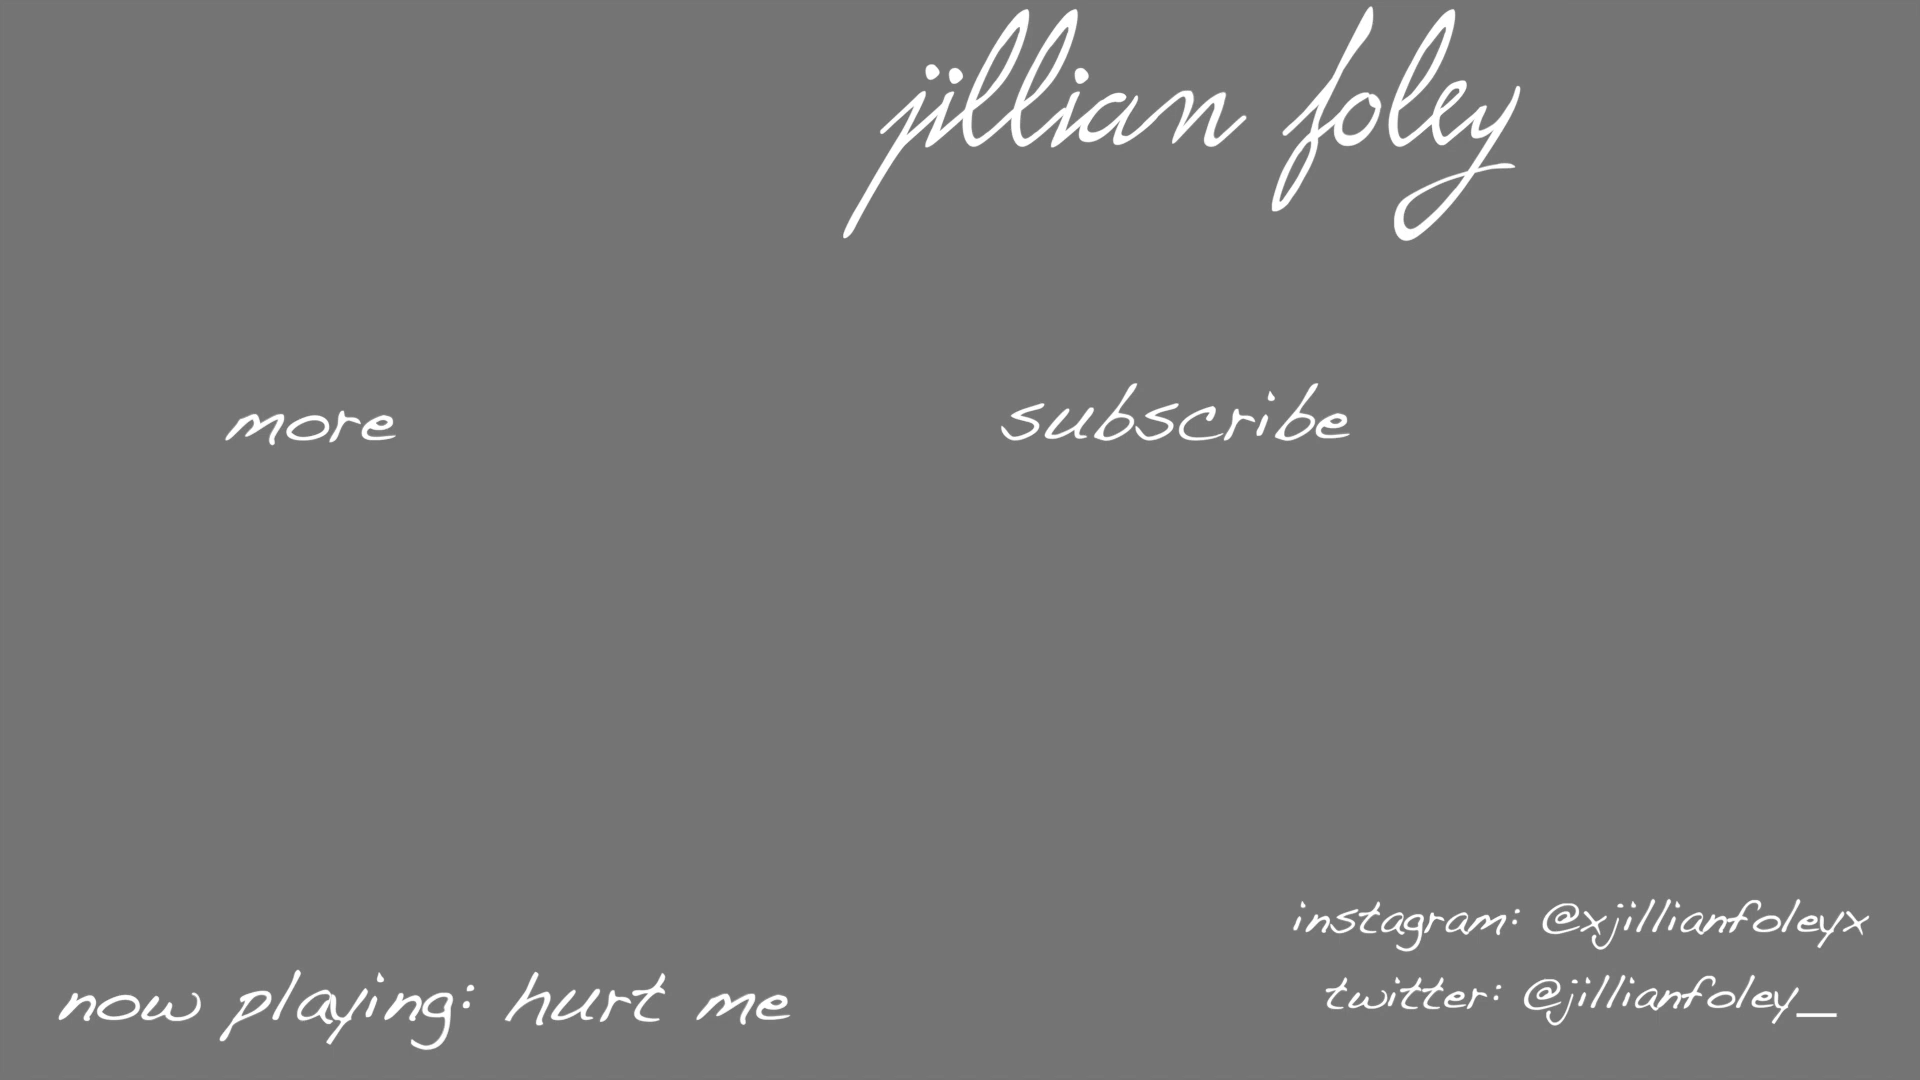 jillian foley
more
subscribe
instagram: @xjillianfoleyx
now playing: hurt me
twitter: @jillianfoley_